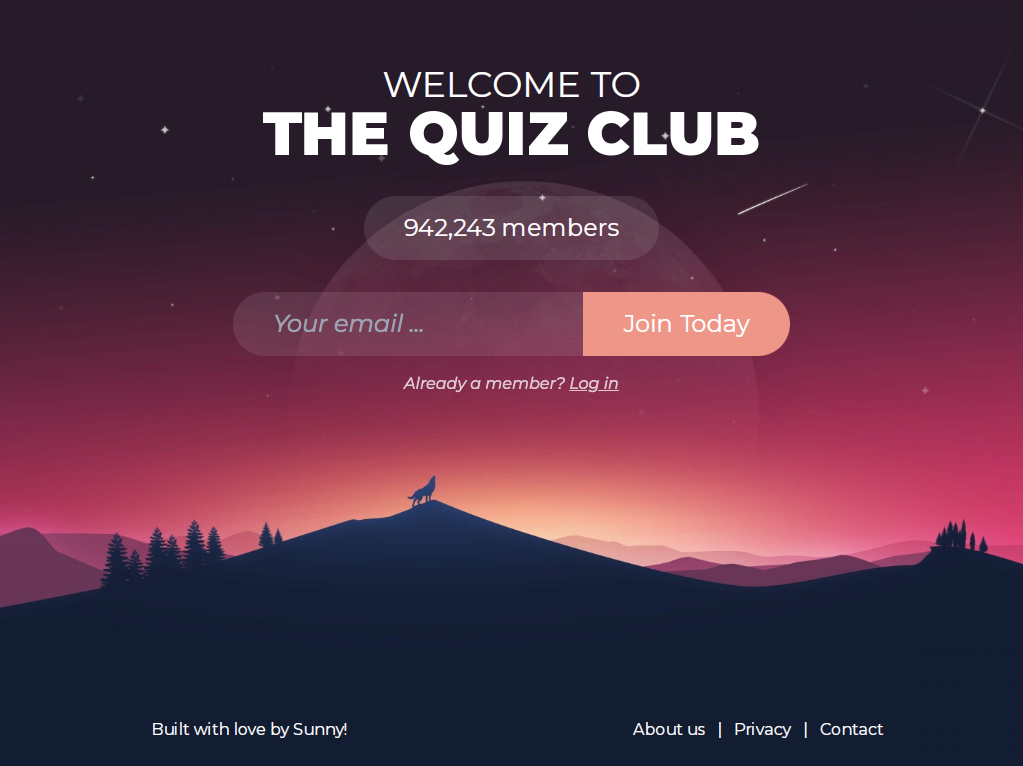 WELCOME TO
THE QUIZ CLUB
942,243 members
Your email ...
Join Today
Already a member? Log in
Built with love by Sunny!
About us | Privacy | Contact